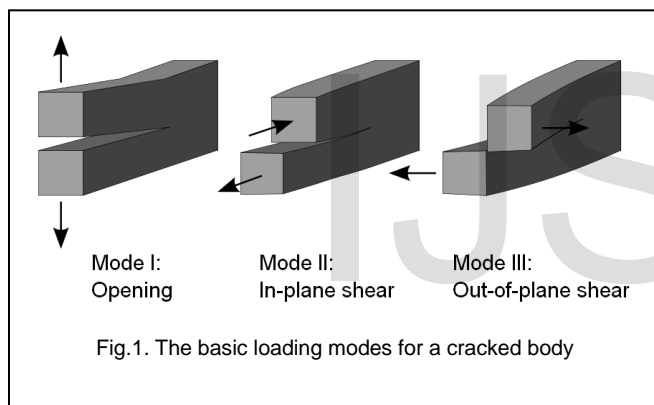 IJS
Mode I:
Opening
Mode II:
In-plane shear
Mode III:
Out-of-plane shear
Fig.1. The basic loading modes for a cracked body